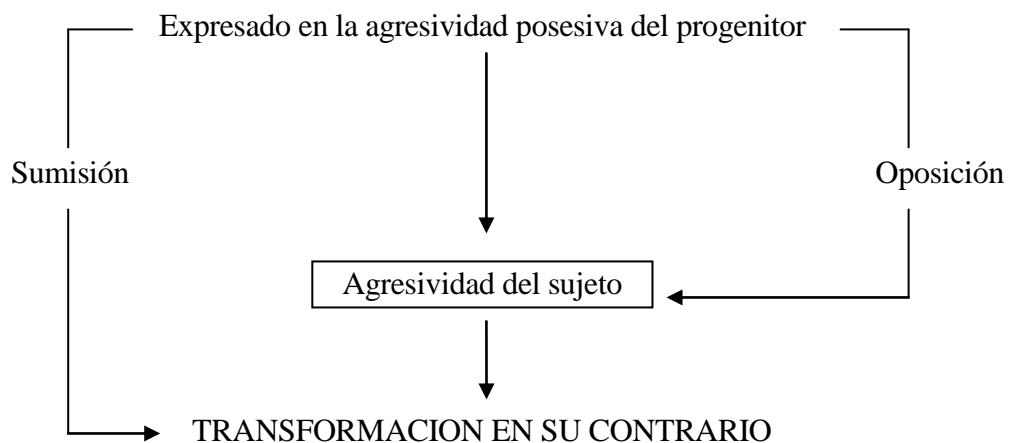 Expresado en la agresividad posesiva del progenitor
Sumisión
Oposición
Agresividad del sujeto
TRANSFORMACION EN SU CONTRARIO